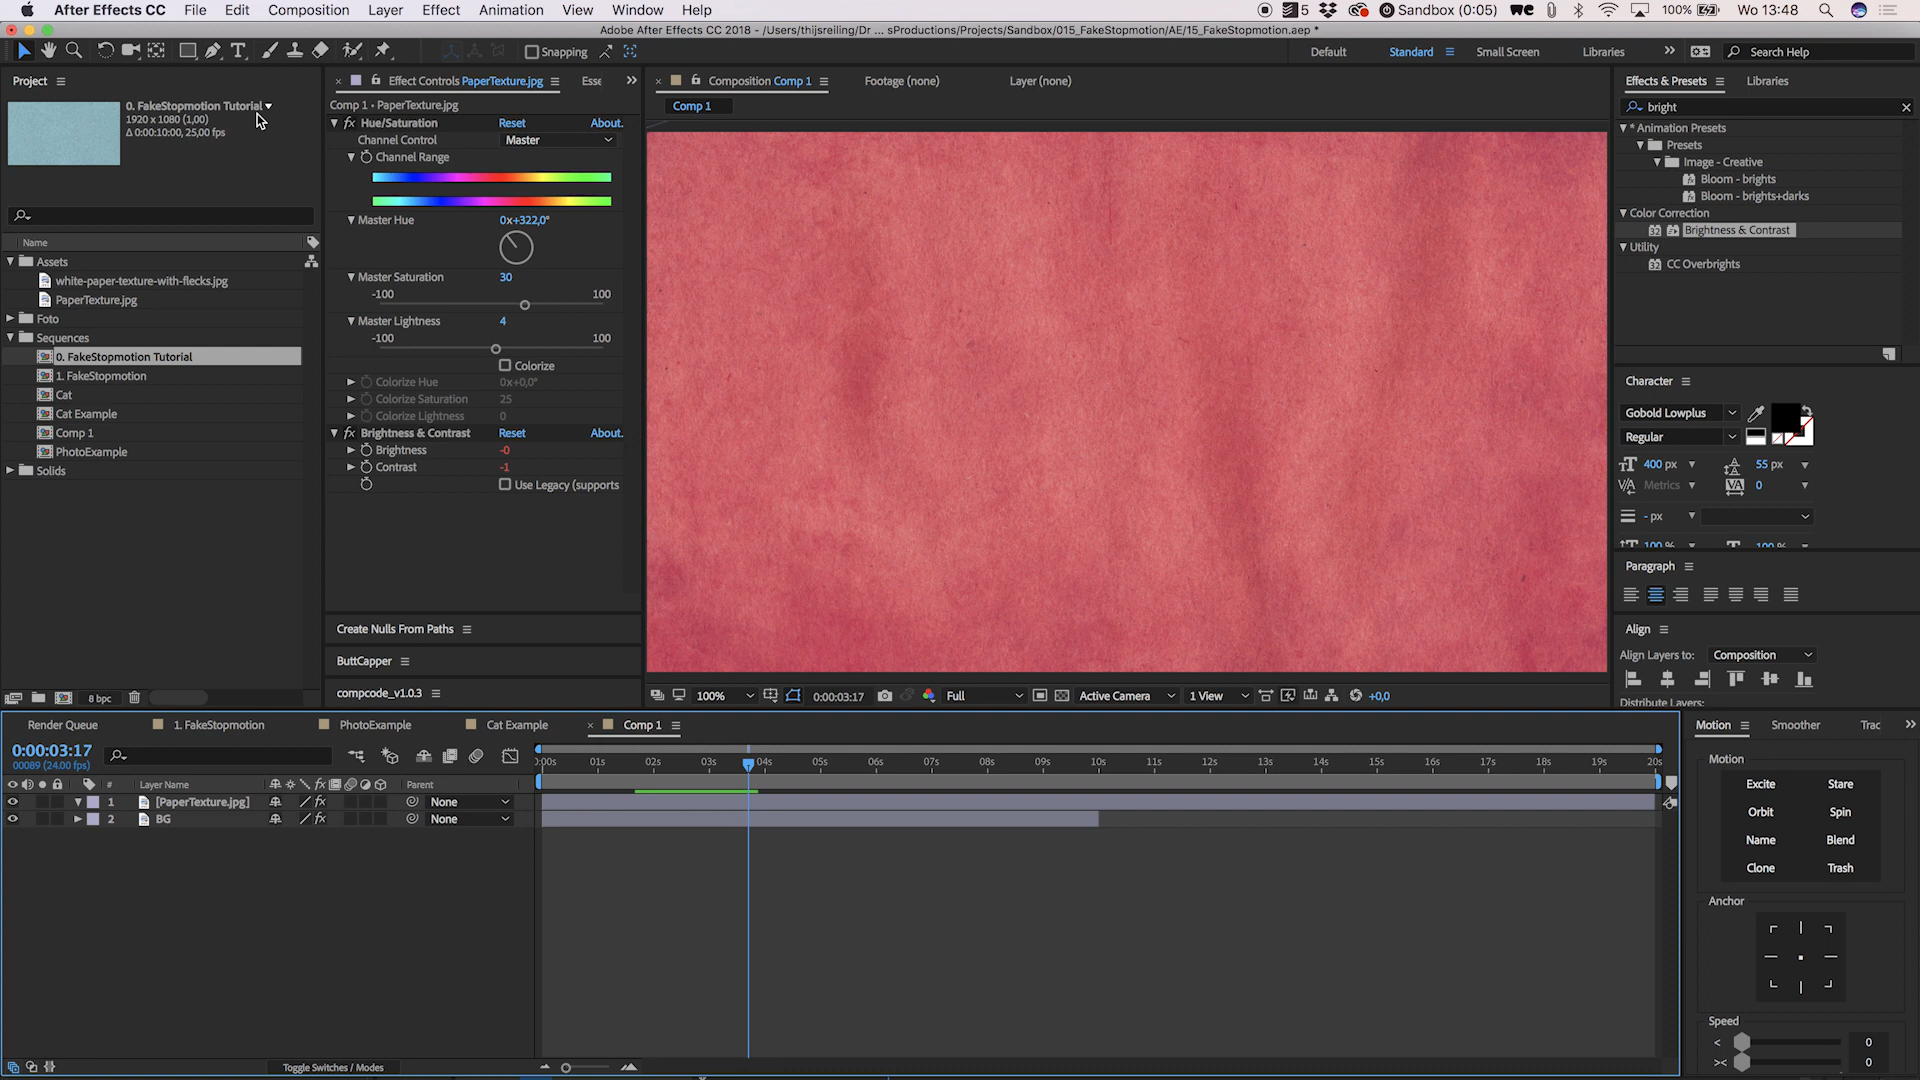 After Effects CC File Edit Composition Layer Effect Animation View Window Help 5 Sandbox (0:05) 100% Wo 13:48
Adobe After Effects CC 2018 - /Users/thijsreiling/Dr ... sProductions/Projects/Sandbox/015_FakeStopmotion/AE/15_FakeStopmotion.aep *
Snapping Default Standard Small Screen Libraries Search Help
Project
0. FakeStopmotion Tutorial
1920 x 1080 (1,00)
Δ 0:00:10:00, 25,00 fps
Name
Assets
white-paper-texture-with-flecks.jpg
PaperTexture.jpg
Foto
Sequences
0. FakeStopmotion Tutorial
1. FakeStopmotion
Cat
Cat Example
Comp 1
PhotoExample
Solids
8 bpc
Effect Controls PaperTexture.jpg
Comp 1 • PaperTexture.jpg
Hue/Saturation Reset About.
Channel Control Master
Channel Range
Master Hue 0x+322,0°
Master Saturation 30
-100 100
Master Lightness 4
-100 100
Colorize
Colorize Hue 0x+0,0°
Colorize Saturation 25
Colorize Lightness 0
Brightness & Contrast Reset About.
Brightness -0
Contrast -1
Use Legacy (supports
Create Nulls From Paths
ButtCapper
compcode_v1.0.3
Composition Comp 1 Footage (none) Layer (none)
Comp 1
100% 0:00:03:17 Full Active Camera 1 View +0,0
Effects & Presets Libraries
bright
* Animation Presets
Presets
Image - Creative
Bloom - brights
Bloom - brights+darks
Color Correction
32 Brightness & Contrast
Utility
32 CC Overbrights
Character
Gobold Lowplus
Regular
400 px 55 px
Metrics 0
- px
100 % 100 %
Paragraph
Align
Align Layers to: Composition
Distribute Layers:
Render Queue 1. FakeStopmotion PhotoExample Cat Example Comp 1
0:00:03:17
00089 (24.00 fps)
# Layer Name Parent
1 [PaperTexture.jpg] None
2 BG None
01s 02s 03s 04s 05s 06s 07s 08s 09s 10s 11s 12s 13s 14s 15s 16s 17s 18s 19s 20s
Toggle Switches / Modes
Motion Smoother Trac
Motion
Excite Stare
Orbit Spin
Name Blend
Clone Trash
Anchor
Speed
< 0
>< 0